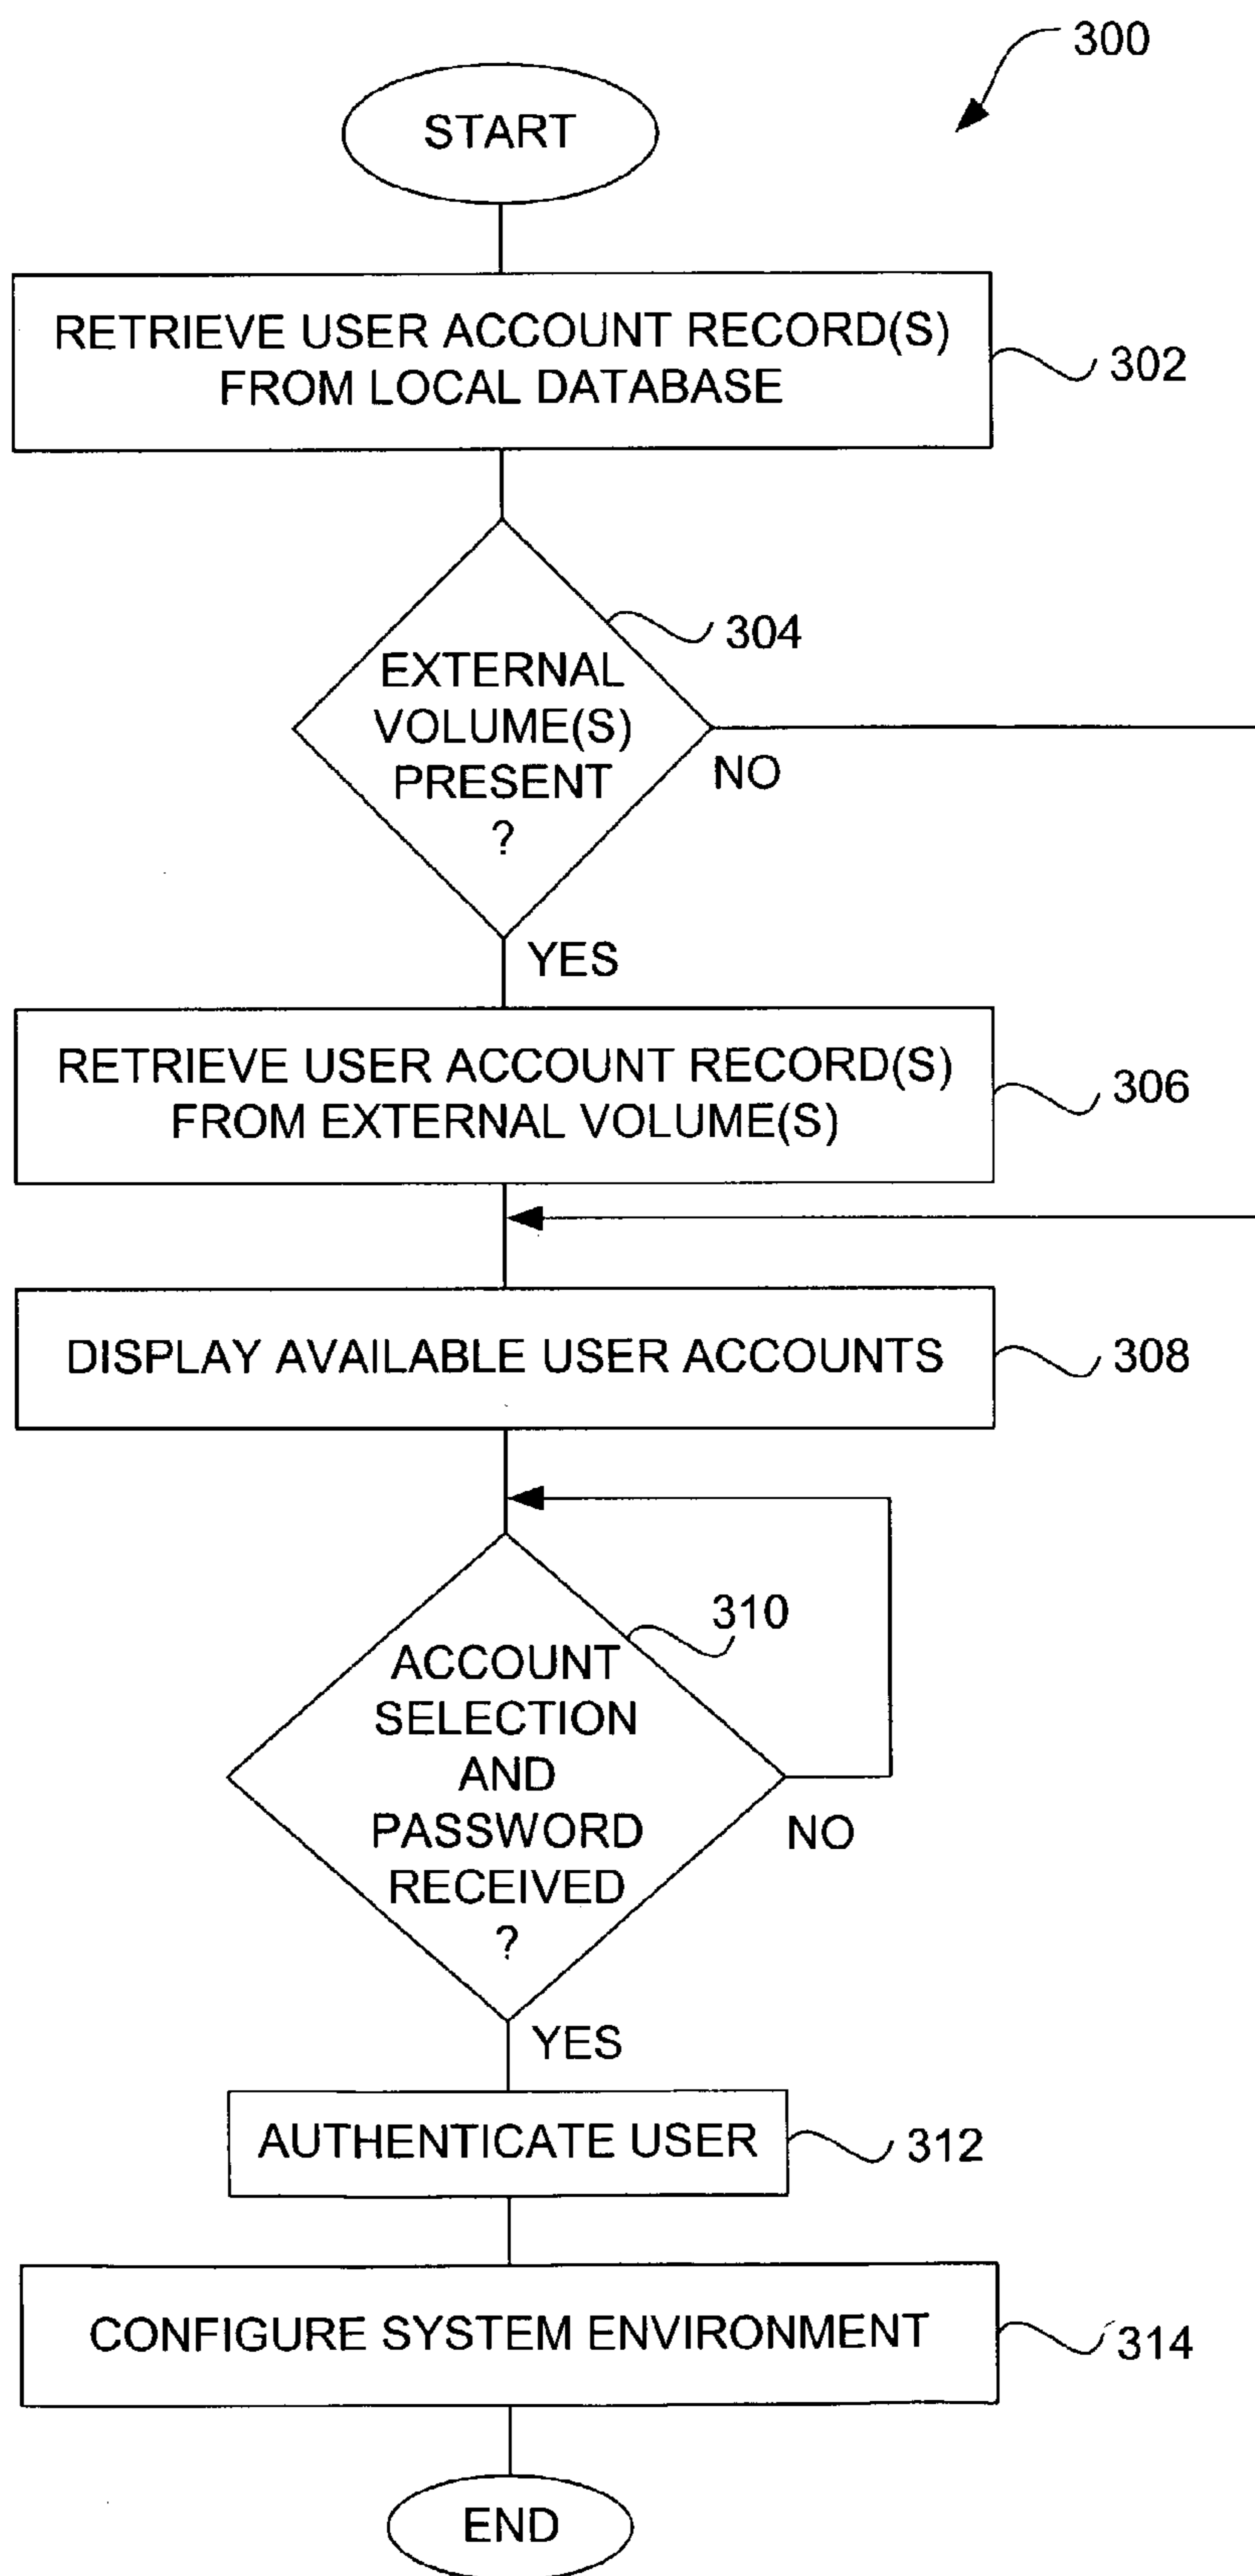 300
START
RETRIEVE USER ACCOUNT RECORD(S)
FROM LOCAL DATABASE
302
304
EXTERNAL
VOLUME(S)
PRESENT
?
NO
YES
RETRIEVE USER ACCOUNT RECORD(S)
FROM EXTERNAL VOLUME(S)
306
DISPLAY AVAILABLE USER ACCOUNTS
308
310
ACCOUNT
SELECTION
AND
PASSWORD
RECEIVED
?
NO
YES
AUTHENTICATE USER
312
CONFIGURE SYSTEM ENVIRONMENT
314
END